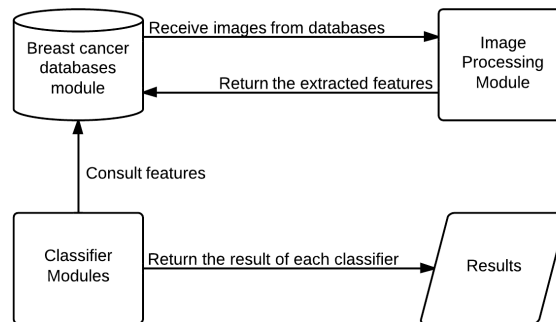 Breast cancer
databases
module
Receive images from databases
Image
Processing
Module
Return the extracted features
Consult features
Classifier
Modules
Return the result of each classifier
Results